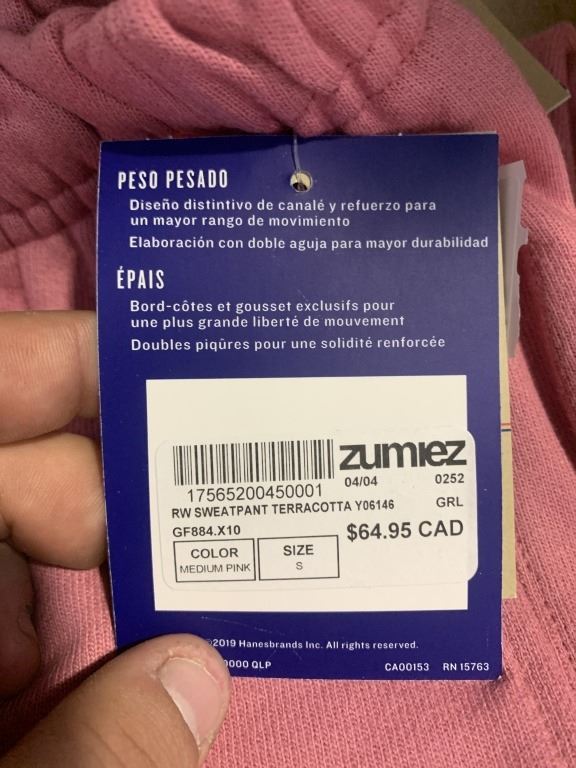 PESO PESADO
Diseño distintivo de canalé y refuerzo para
un mayor rango de movimiento
Elaboración con doble aguja para mayor durabilidad
ÉPAIS
Bord-côtes et gousset exclusifs pour
une plus grande liberté de mouvement
Doubles piqûres pour une solidité renforcée
zumiez
17565200450001
04/04 0252
RW SWEATPANT TERRACOTTA Y06146 GRL
GF884.X10
$64.95 CAD
COLOR
MEDIUM PINK
SIZE
S
©2019 Hanesbrands Inc. All rights reserved.
QLP CA00153 RN 15763